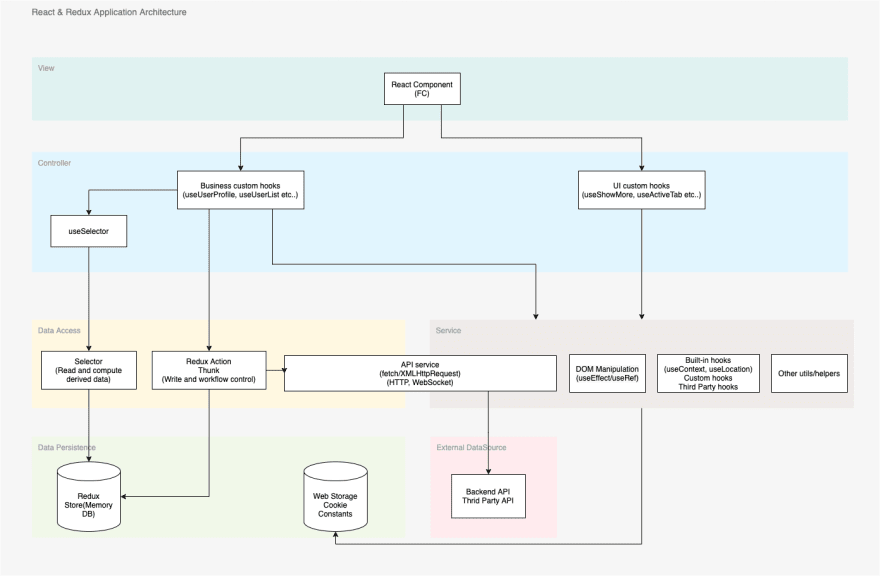 React & Redux Application Architecture
View
React Component
(FC)
Controller
Business custom hooks
(useUserProfile, useUserList etc..)
UI custom hooks
(useShowMore, useActiveTab etc..)
useSelector
Data Access
Service
Selector
(Read and compute
derived data)
Redux Action
Thunk
(Write and workflow control)
API service
(fetch/XMLHttpRequest)
(HTTP, WebSocket)
DOM Manipulation
(useEffect/useRef)
Built-in hooks
(useContext, useLocation)
Custom hooks
Third Party hooks
Other utils/helpers
Data Persistence
External DataSource
Redux
Store(Memory
DB)
Web Storage
Cookie
Constants
Backend API
Thrid Party API